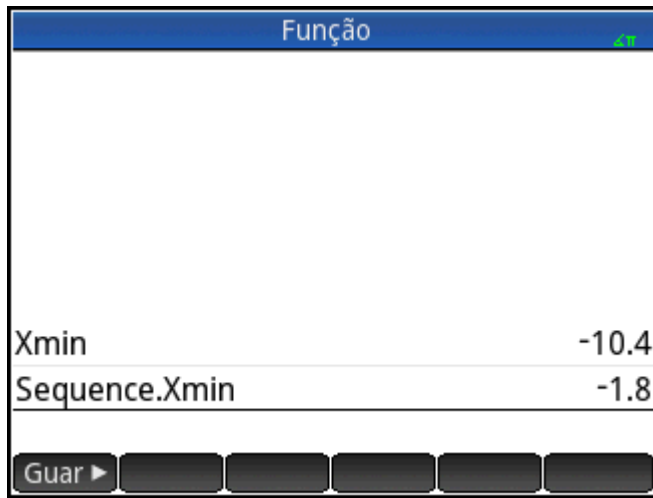 Função
∡π
Xmin -10.4
Sequence.Xmin -1.8
Guar ►